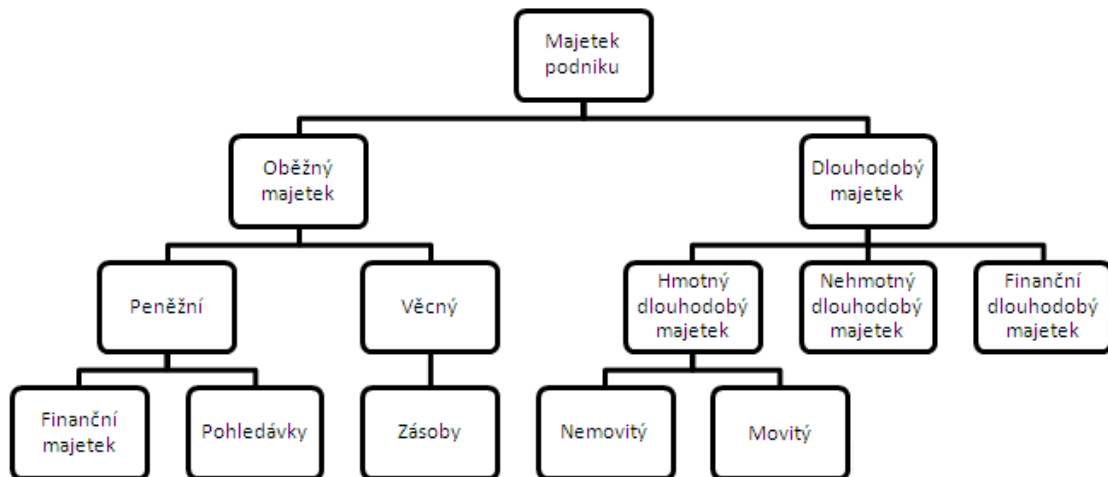 Majetek
podniku
Oběžný
majetek
Dlouhodobý
majetek
Peněžní
Věcný
Hmotný
dlouhodobý
majetek
Nehmotný
dlouhodobý
majetek
Finanční
dlouhodobý
majetek
Finanční
majetek
Pohledávky
Zásoby
Nemovitý
Movitý